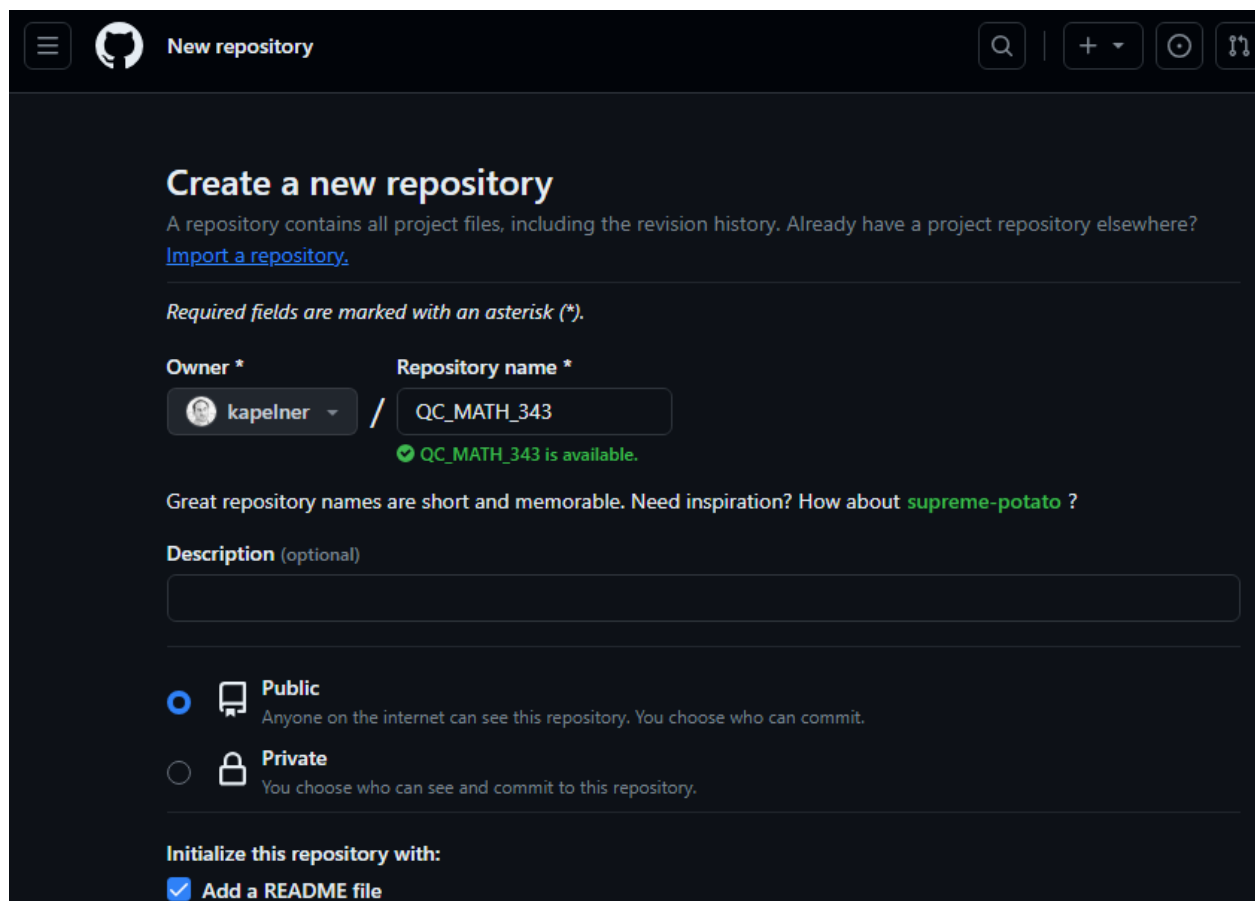 New repository
Create a new repository
A repository contains all project files, including the revision history. Already have a project repository elsewhere?
Import a repository.
Required fields are marked with an asterisk (*).
Owner * Repository name *
kapelner / QC_MATH_343
QC_MATH_343 is available.
Great repository names are short and memorable. Need inspiration? How about supreme-potato ?
Description (optional)
Public
Anyone on the internet can see this repository. You choose who can commit.
Private
You choose who can see and commit to this repository.
Initialize this repository with:
Add a README file